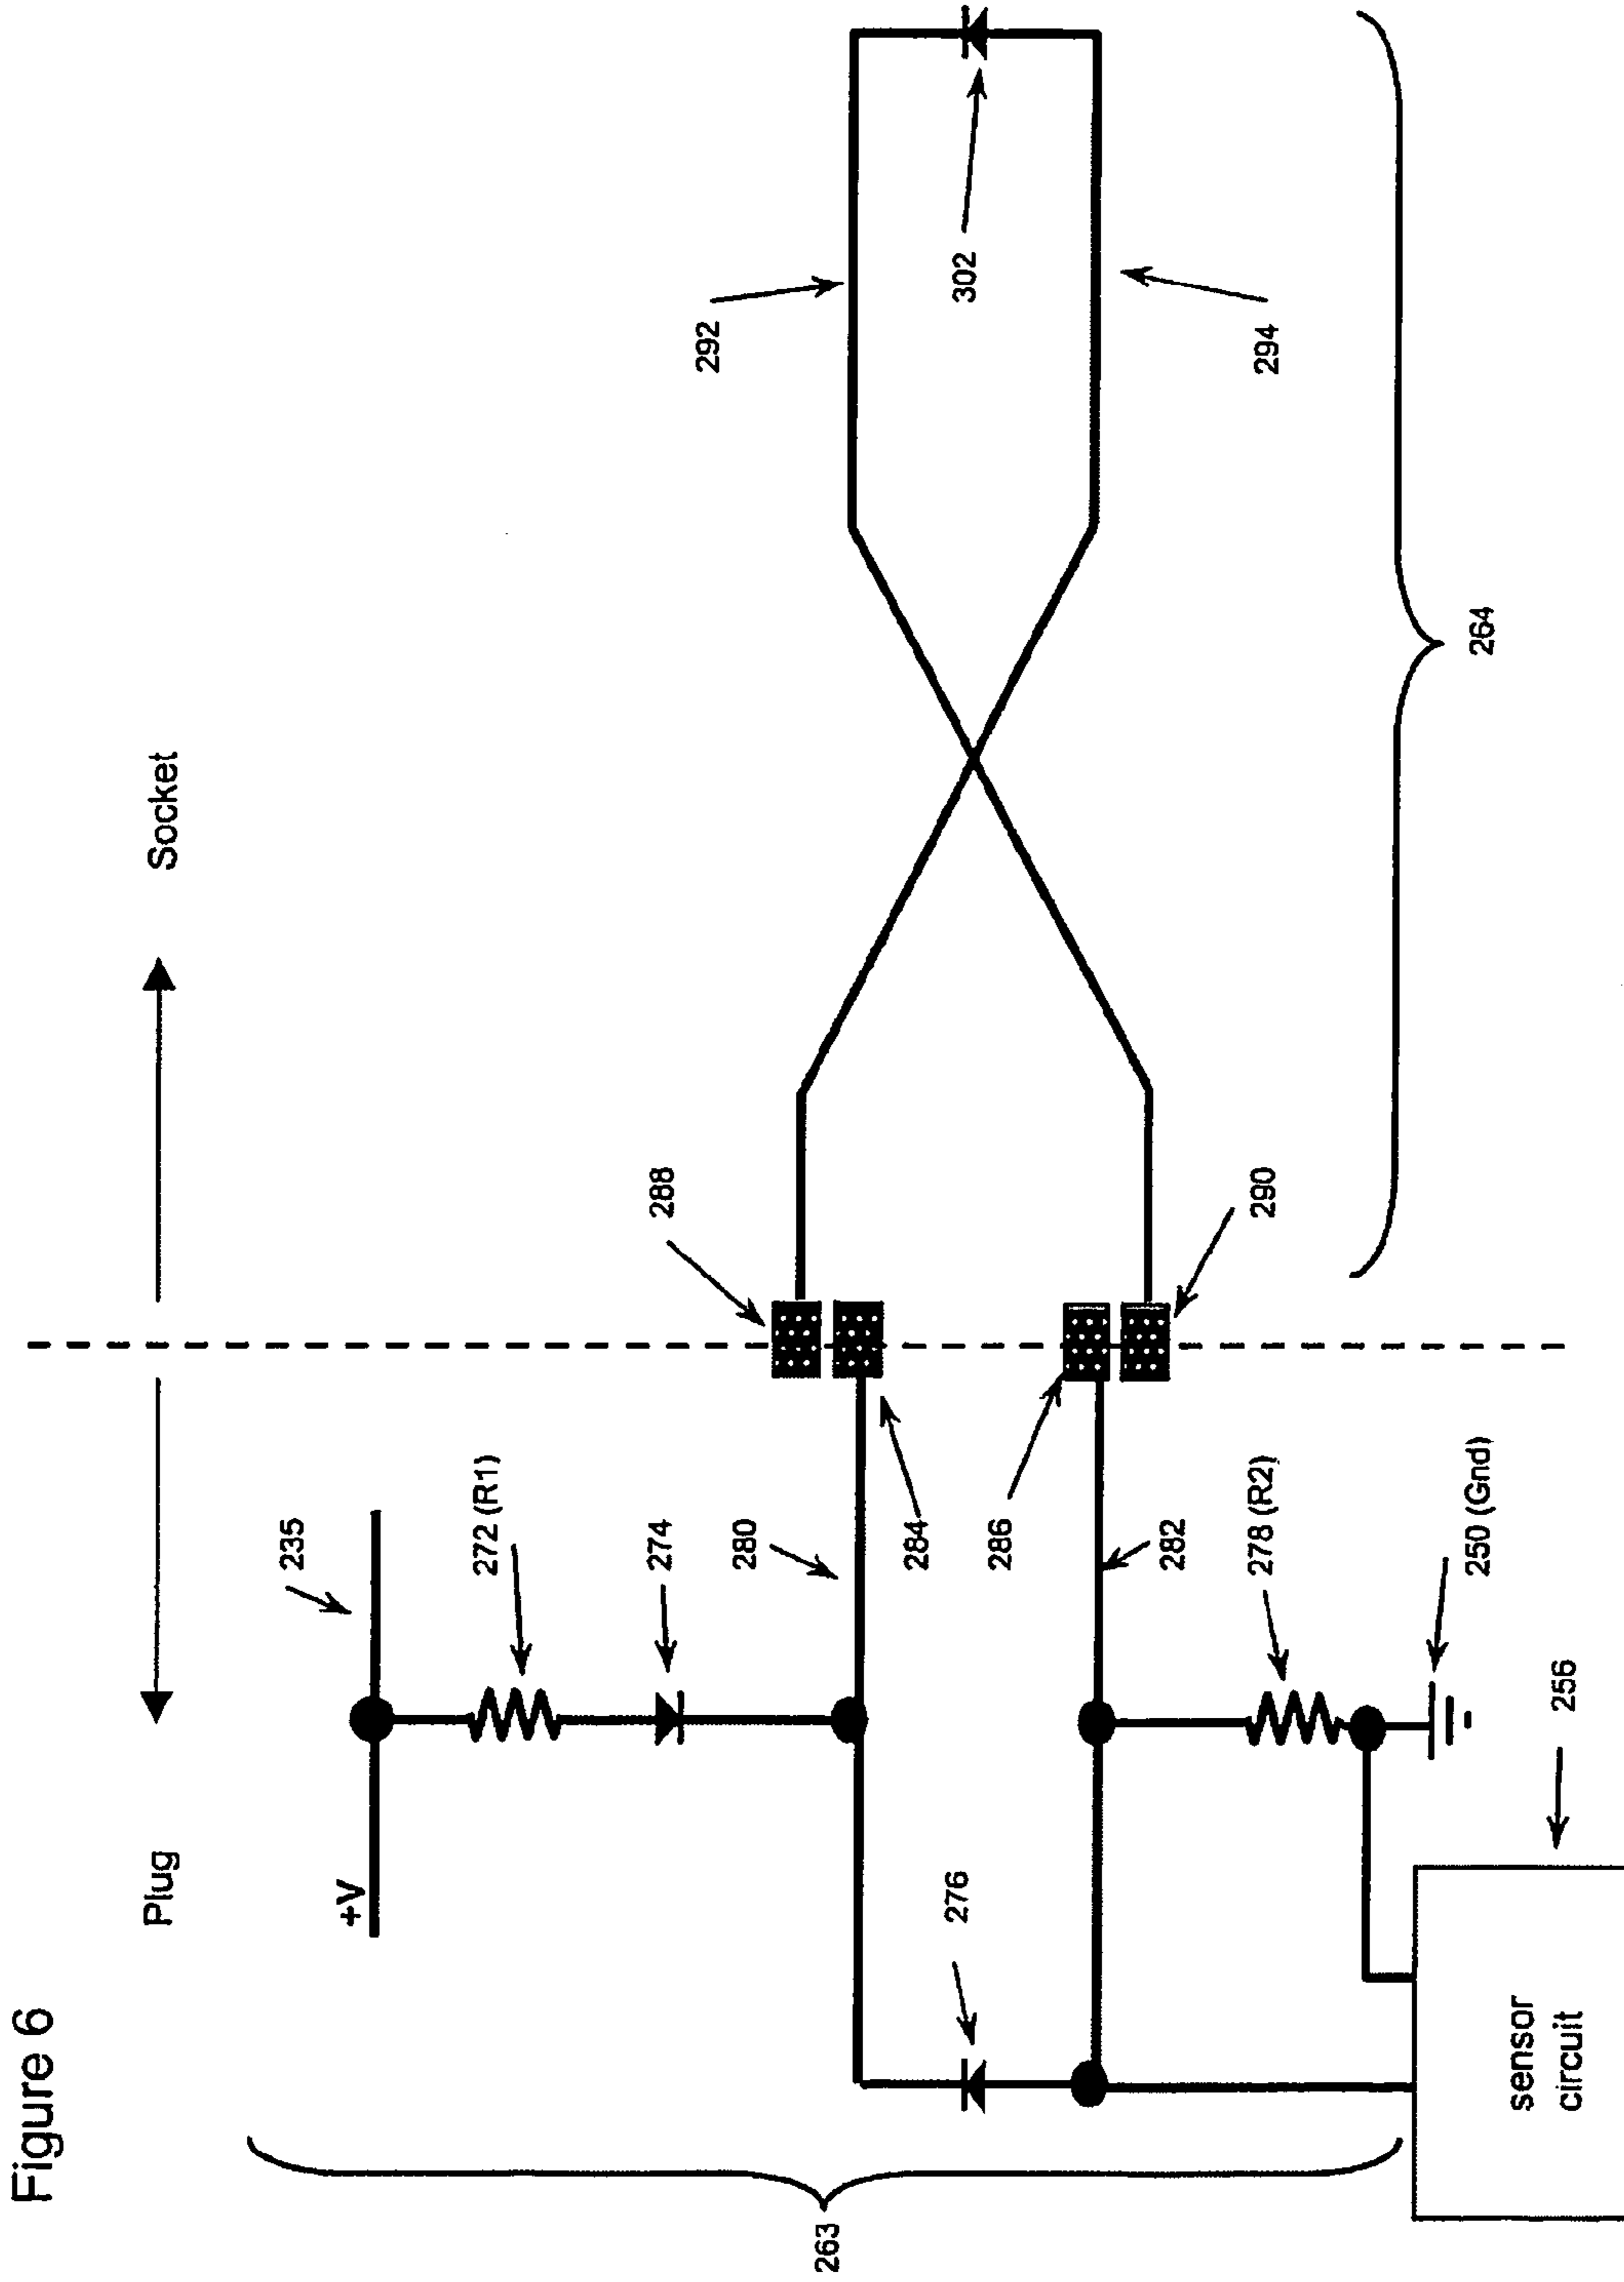 Figure 6
Plug
Socket
+V
235
272 (R1)
274
280
284
276
286
282
278 (R2)
250 (Gnd)
256
sensor
circuit
263
288
290
292
302
294
264